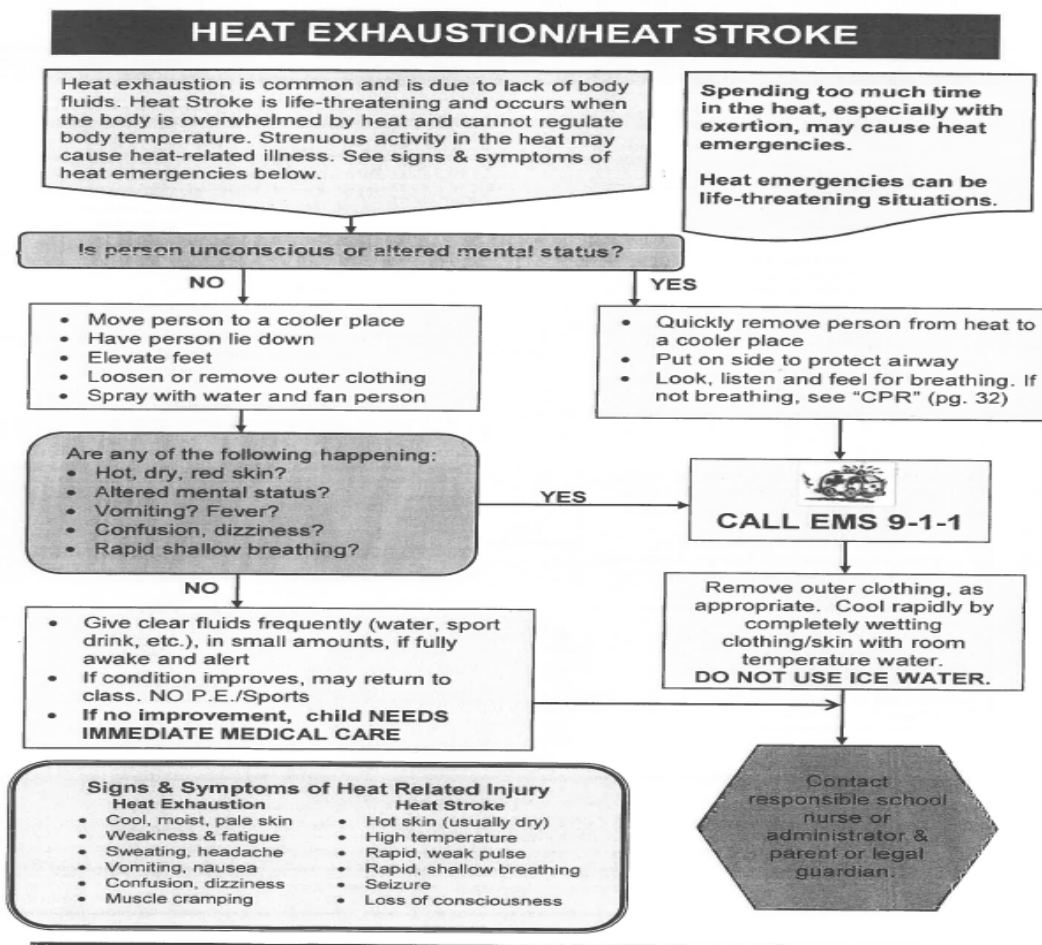 HEAT EXHAUSTION/HEAT STROKE
Heat exhaustion is common and is due to lack of body
fluids. Heat Stroke is life-threatening and occurs when
the body is overwhelmed by heat and cannot regulate
body temperature. Strenuous activity in the heat may
cause heat-related illness. See signs & symptoms of
heat emergencies below.
Spending too much time
in the heat, especially with
exertion, may cause heat
emergencies.
Heat emergencies can be
life-threatening situations.
Is person unconscious or altered mental status?
NO
YES
• Move person to a cooler place
• Have person lie down
• Elevate feet
• Loosen or remove outer clothing
• Spray with water and fan person
• Quickly remove person from heat to
a cooler place
• Put on side to protect airway
• Look, listen and feel for breathing. If
not breathing, see “CPR” (pg. 32)
Are any of the following happening:
• Hot, dry, red skin?
• Altered mental status?
• Vomiting? Fever?
• Confusion, dizziness?
• Rapid shallow breathing?
YES
CALL EMS 9-1-1
NO
Remove outer clothing, as
appropriate. Cool rapidly by
completely wetting
clothing/skin with room
temperature water.
DO NOT USE ICE WATER.
• Give clear fluids frequently (water, sport
drink, etc.), in small amounts, if fully
awake and alert
• If condition improves, may return to
class. NO P.E./Sports
• If no improvement, child NEEDS
IMMEDIATE MEDICAL CARE
Contact
responsible school
nurse or
administrator &
parent or legal
guardian.
Signs & Symptoms of Heat Related Injury
Heat Exhaustion
• Cool, moist, pale skin
• Weakness & fatigue
• Sweating, headache
• Vomiting, nausea
• Confusion, dizziness
• Muscle cramping
Heat Stroke
• Hot skin (usually dry)
• High temperature
• Rapid, weak pulse
• Rapid, shallow breathing
• Seizure
• Loss of consciousness